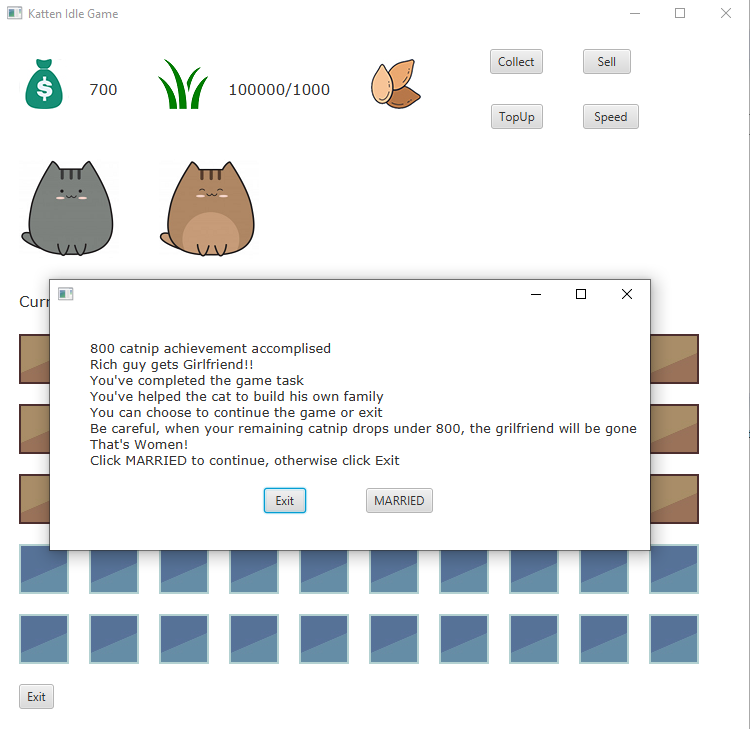 Katten Idle Game
$
700
100000/1000
Collect
Sell
TopUp
Speed
Curr
800 catnip achievement accomplised
Rich guy gets Girlfriend!!
You've completed the game task
You've helped the cat to build his own family
You can choose to continue the game or exit
Be careful, when your remaining catnip drops under 800, the grilfriend will be gone
That's Women!
Click MARRIED to continue, otherwise click Exit
Exit
MARRIED
Exit